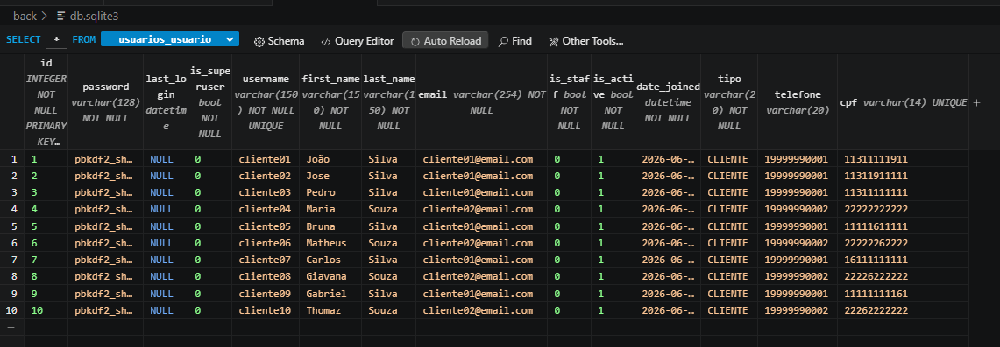 back > db.sqlite3
SELECT * FROM usuarios_usuario Schema Query Editor Auto Reload Find Other Tools...
id INTEGER NOT NULL PRIMARY KEY… password varchar(128) NOT NULL last_login datetime is_superuser bool NOT NULL username varchar(150) NOT NULL UNIQUE first_name varchar(150) NOT NULL last_name varchar(150) NOT NULL email varchar(254) NOT NULL is_staff bool NOT NULL is_active bool NOT NULL date_joined datetime NOT NULL tipo varchar(20) NOT NULL telefone varchar(20) cpf varchar(14) UNIQUE +
1 1 pbkdf2_sh… NULL 0 cliente01 João Silva cliente01@email.com 0 1 2026-06-… CLIENTE 19999990001 11311111911
2 2 pbkdf2_sh… NULL 0 cliente02 Jose Silva cliente01@email.com 0 1 2026-06-… CLIENTE 19999990001 11311911111
3 3 pbkdf2_sh… NULL 0 cliente03 Pedro Silva cliente01@email.com 0 1 2026-06-… CLIENTE 19999990001 11311111111
4 4 pbkdf2_sh… NULL 0 cliente04 Maria Souza cliente02@email.com 0 1 2026-06-… CLIENTE 19999990002 22222222222
5 5 pbkdf2_sh… NULL 0 cliente05 Bruna Silva cliente01@email.com 0 1 2026-06-… CLIENTE 19999990001 11111611111
6 6 pbkdf2_sh… NULL 0 cliente06 Matheus Souza cliente02@email.com 0 1 2026-06-… CLIENTE 19999990002 22222262222
7 7 pbkdf2_sh… NULL 0 cliente07 Carlos Silva cliente01@email.com 0 1 2026-06-… CLIENTE 19999990001 16111111111
8 8 pbkdf2_sh… NULL 0 cliente08 Giavana Souza cliente02@email.com 0 1 2026-06-… CLIENTE 19999990002 22226222222
9 9 pbkdf2_sh… NULL 0 cliente09 Gabriel Silva cliente01@email.com 0 1 2026-06-… CLIENTE 19999990001 11111111161
10 10 pbkdf2_sh… NULL 0 cliente10 Thomaz Souza cliente02@email.com 0 1 2026-06-… CLIENTE 19999990002 22262222222
+